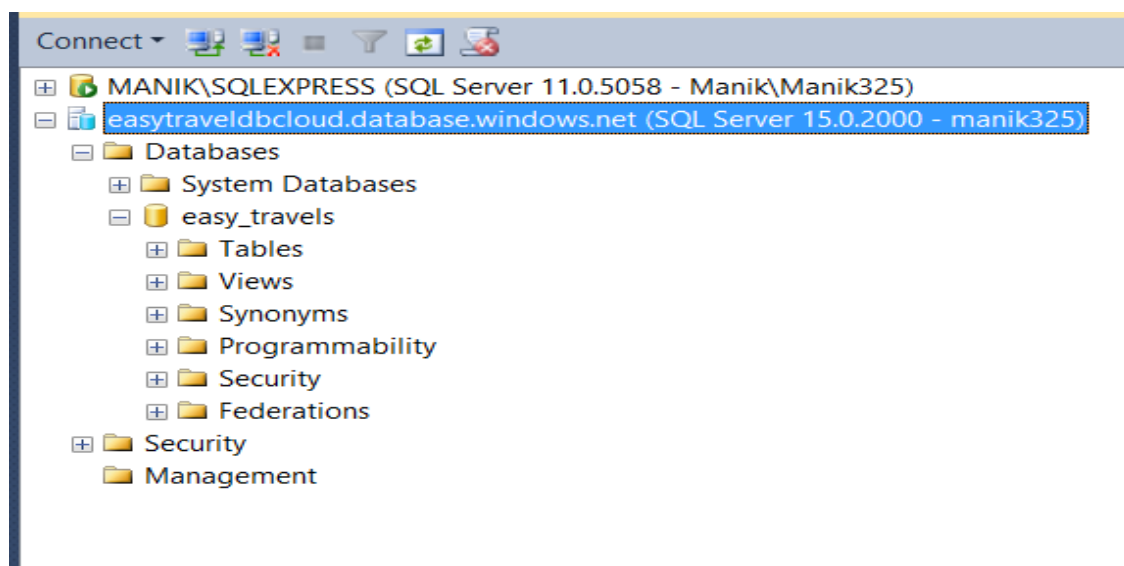 Connect
MANIK\SQLEXPRESS (SQL Server 11.0.5058 - Manik\Manik325)
easytraveldbcloud.database.windows.net (SQL Server 15.0.2000 - manik325)
Databases
System Databases
easy_travels
Tables
Views
Synonyms
Programmability
Security
Federations
Security
Management